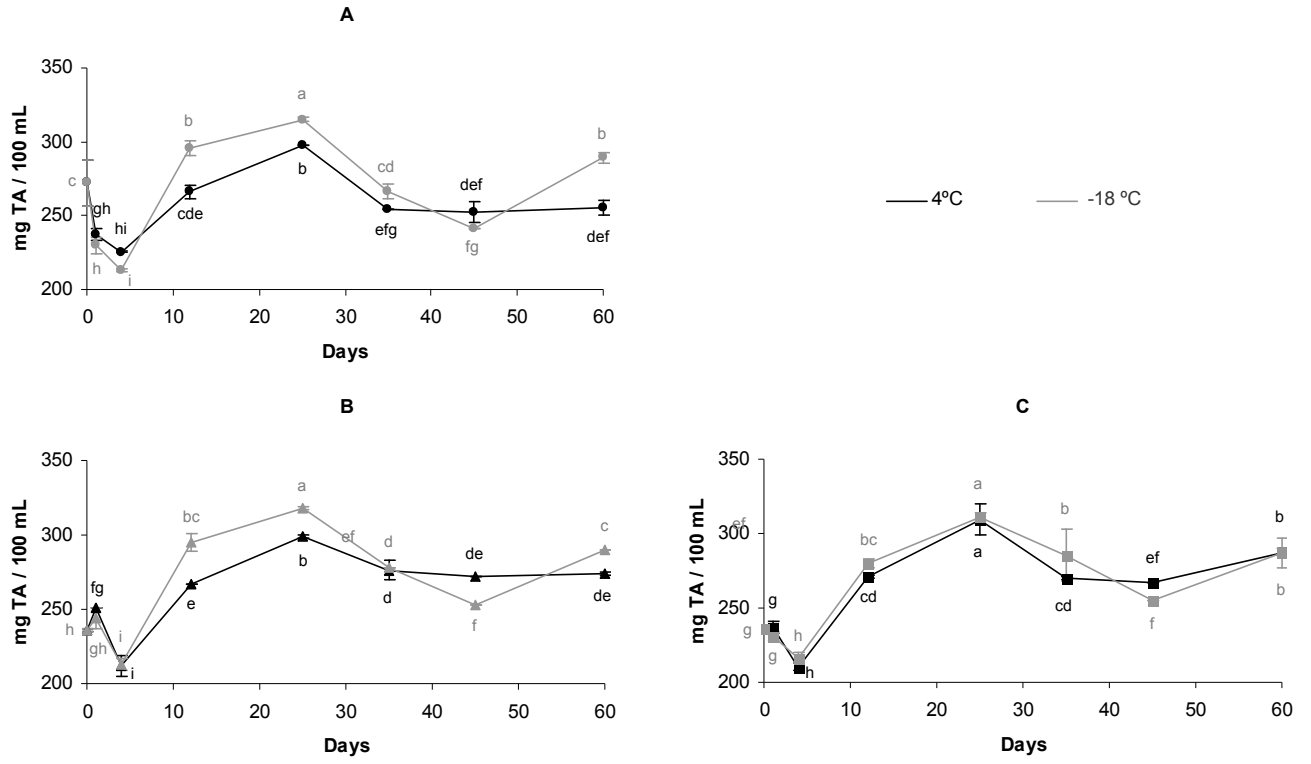 A
mg TA / 100 mL
350
300
250
200
c
gh
h
hi
i
b
cde
a
b
cd
efg
def
fg
b
def
0 10 20 30 40 50 60
Days
4ºC
-18 ºC
B
mg TA / 100 mL
350
300
250
200
h
fg
gh
i
i
bc
e
a
b
ef
d
d
de
f
c
de
0 10 20 30 40 50 60
Days
C
mg TA / 100 mL
350
300
250
200
ef
g
g
g
h
h
bc
cd
a
a
b
cd
ef
f
b
b
0 10 20 30 40 50 60
Days